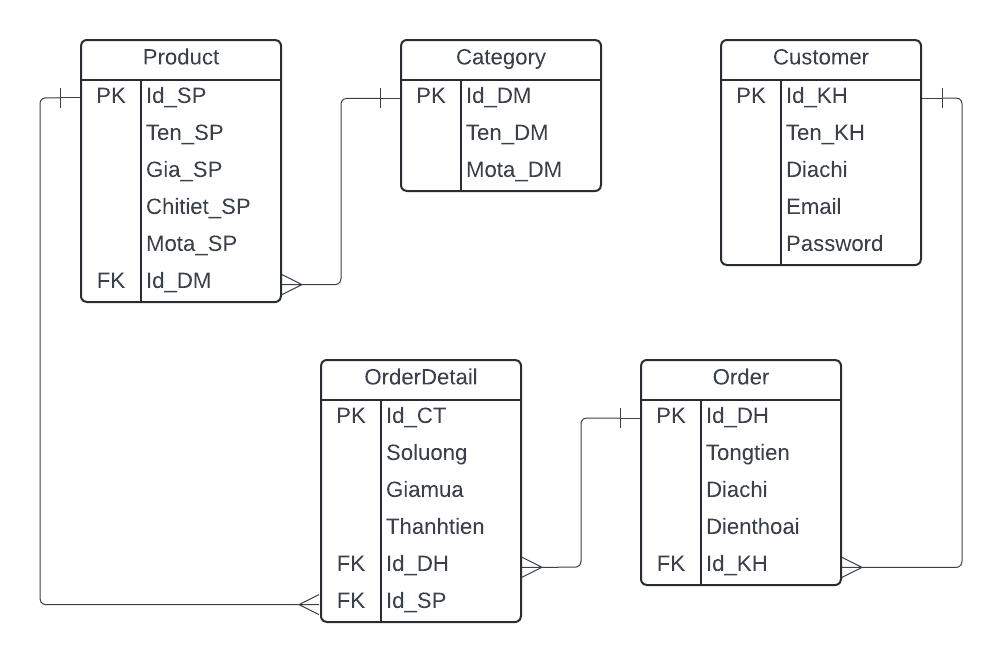 Product
PK Id_SP
Ten_SP
Gia_SP
Chitiet_SP
Mota_SP
FK Id_DM
Category
PK Id_DM
Ten_DM
Mota_DM
Customer
PK Id_KH
Ten_KH
Diachi
Email
Password
OrderDetail
PK Id_CT
Soluong
Giamua
Thanhtien
FK Id_DH
FK Id_SP
Order
PK Id_DH
Tongtien
Diachi
Dienthoai
FK Id_KH